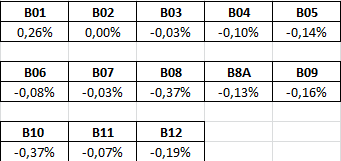 B01 B02 B03 B04 B05
0,26% 0,00% -0,03% -0,10% -0,14%
B06 B07 B08 B8A B09
-0,08% -0,03% -0,37% -0,13% -0,16%
B10 B11 B12
-0,37% -0,07% -0,19%